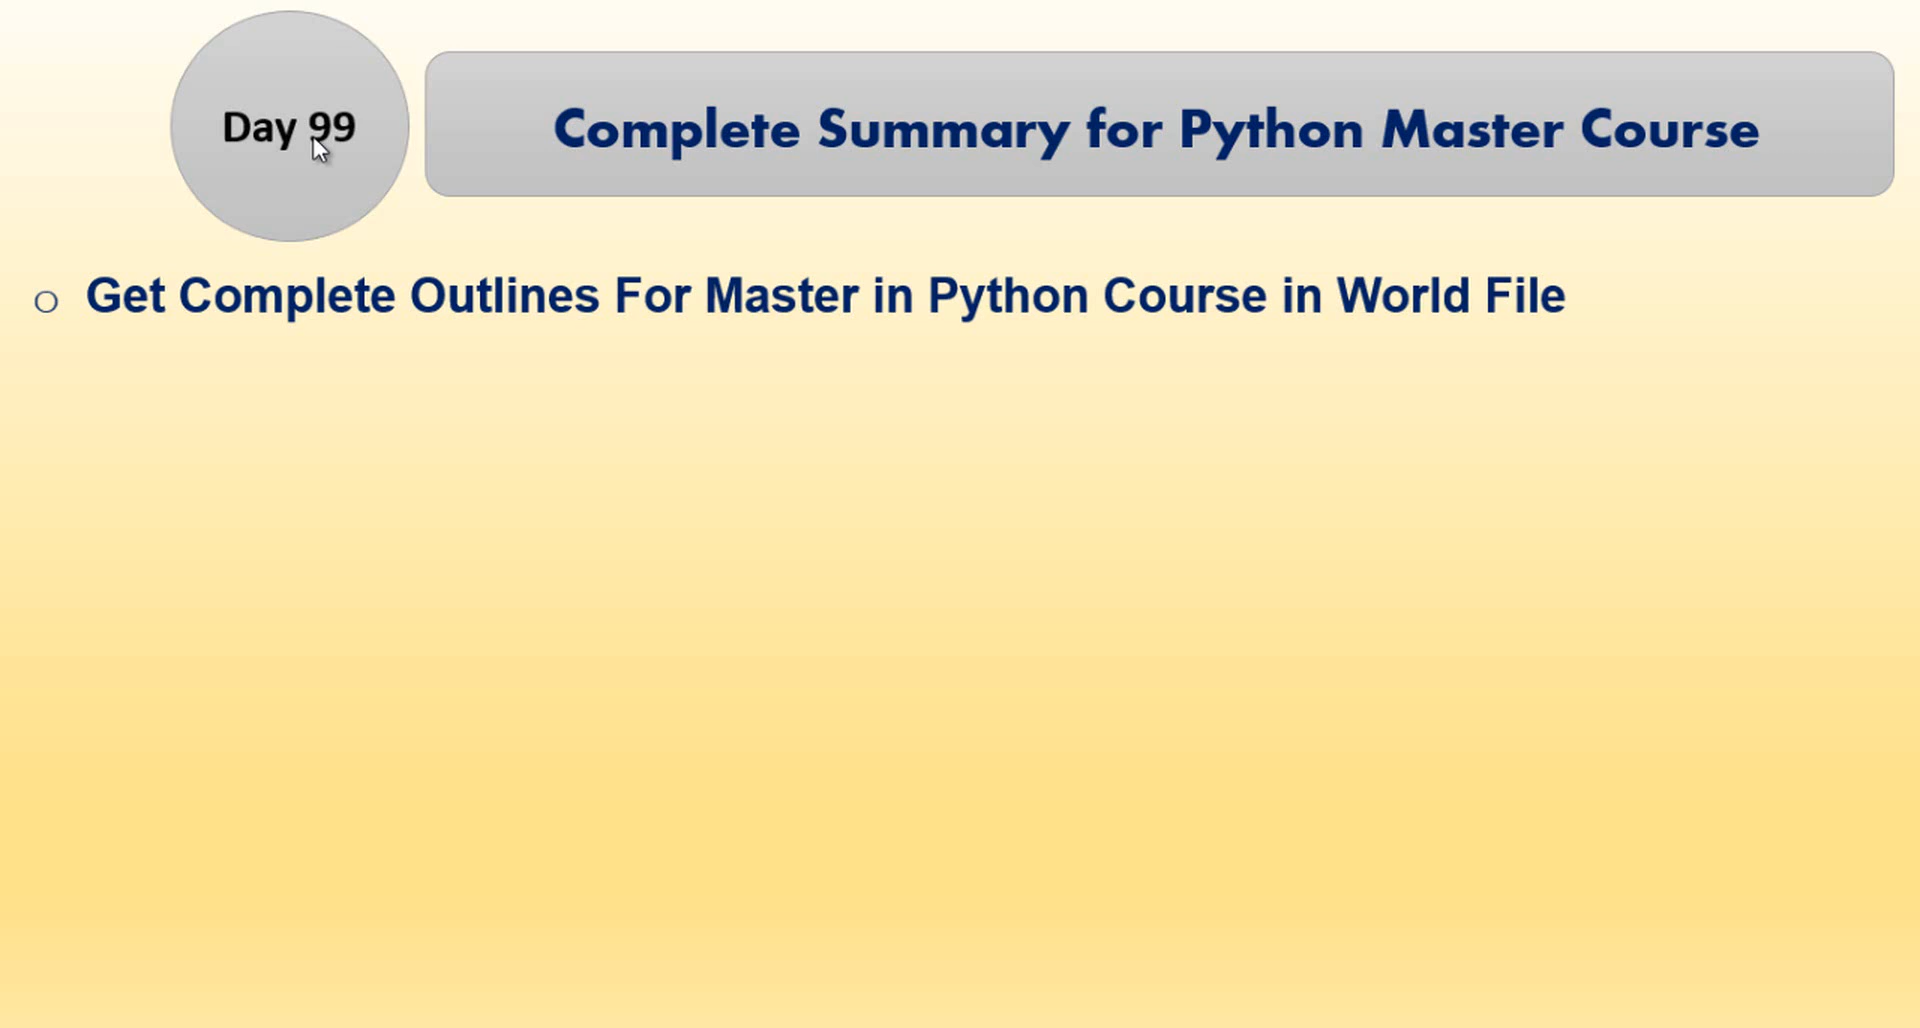 Day 99
Complete Summary for Python Master Course
Get Complete Outlines For Master in Python Course in World File